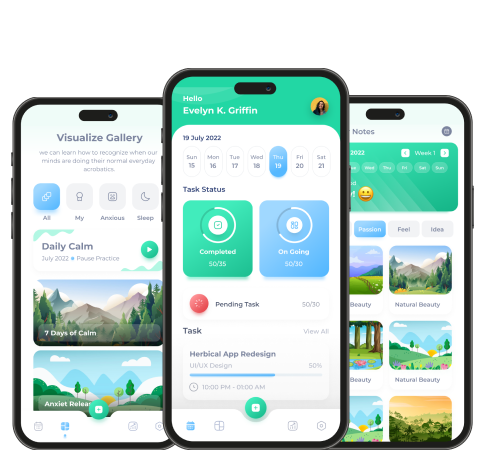 Visualize Gallery
we can learn how to recognize when our
minds are doing their normal everyday
acrobatics.
All
My
Anxious
Sleep
Daily Calm
July 2022 Pause Practice
7 Days of Calm
Anxiet Release
Hello
Evelyn K. Griffin
19 July 2022
Sun Mon Tue Wed Thu Fri Sat
15 16 17 18 19 20 21
Task Status
Completed
50/35
On Going
50/30
Pending Task 50/30
Task View All
Herbical App Redesign
UI/UX Design 50%
10:00 PM - 01:00 AM
Notes
2022 Week 1
Wed Thu Fri Sat Sun
Passion
Feel
Idea
Beauty
Natural Beauty
Beauty
Natural Beauty